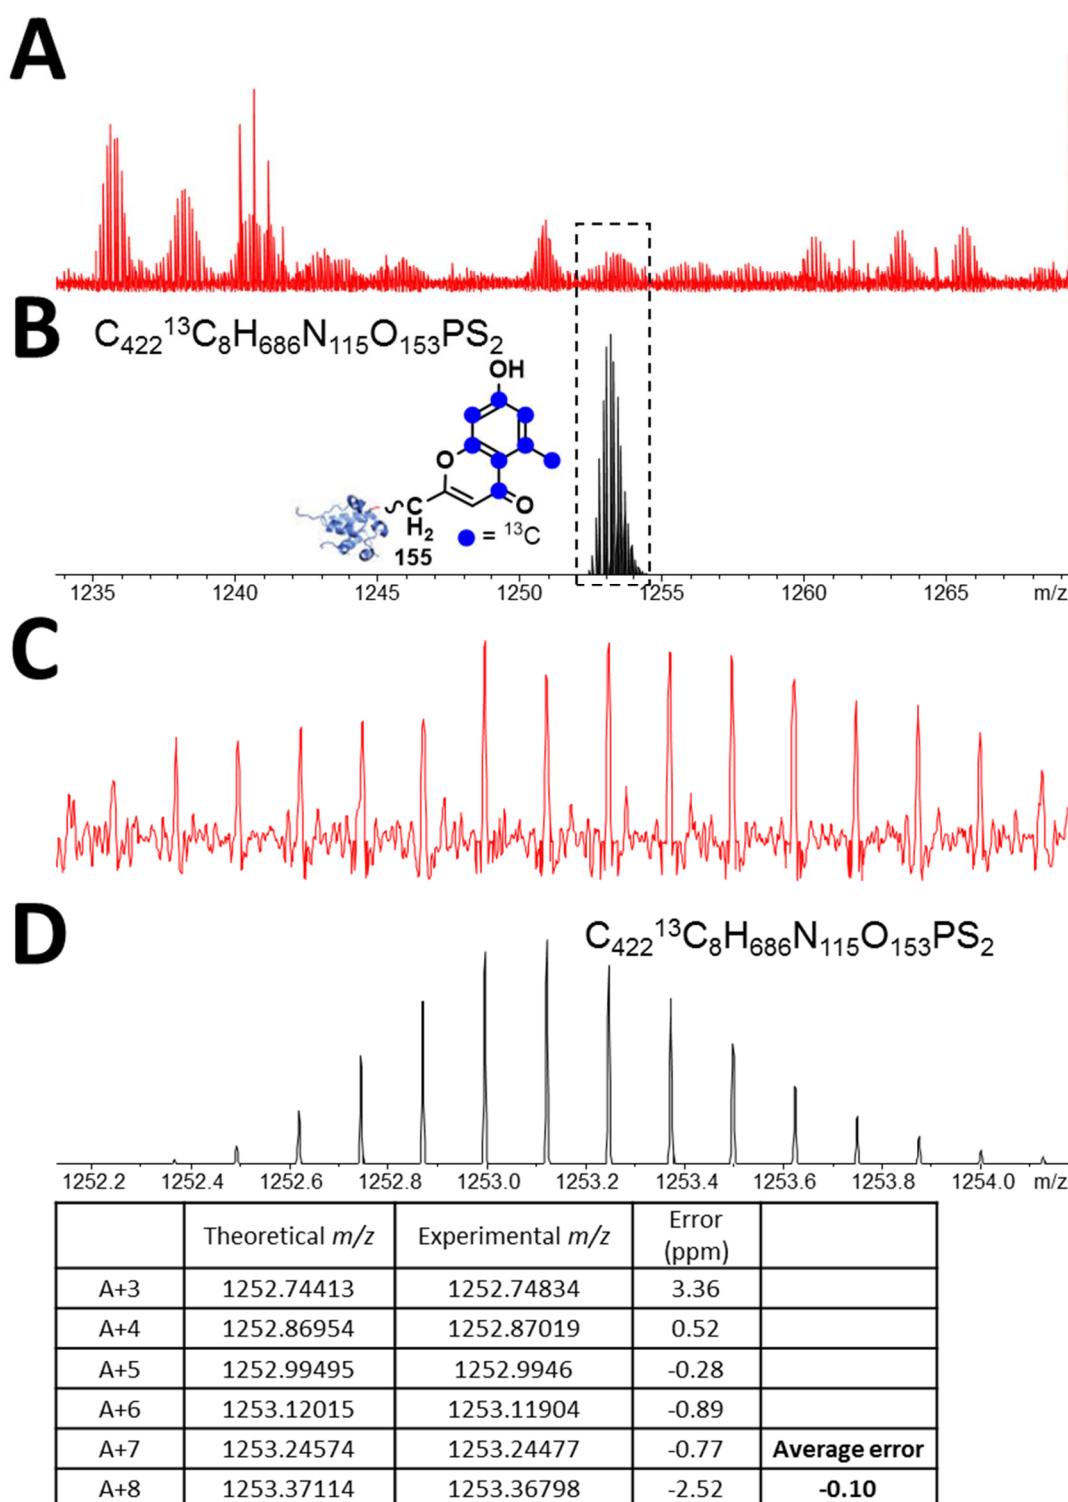 A
B
C₄₂₂¹³C₈H₆₈₆N₁₁₅O₁₅₃PS₂
OH
O
O
C
H₂
155
= ¹³C
1235 1240 1245 1250 1255 1260 1265 m/z
C
D
C₄₂₂¹³C₈H₆₈₆N₁₁₅O₁₅₃PS₂
1252.2 1252.4 1252.6 1252.8 1253.0 1253.2 1253.4 1253.6 1253.8 1254.0 m/z
Theoretical m/z Experimental m/z Error
(ppm)
A+3 1252.74413 1252.74834 3.36
A+4 1252.86954 1252.87019 0.52
A+5 1252.99495 1252.9946 -0.28
A+6 1253.12015 1253.11904 -0.89
A+7 1253.24574 1253.24477 -0.77 Average error
A+8 1253.37114 1253.36798 -2.52 -0.10